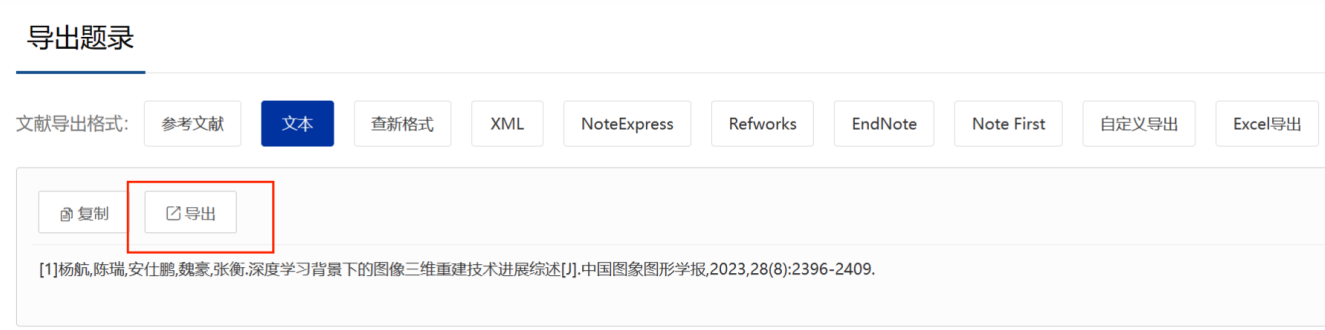 导出题录
文献导出格式: 参考文献 文本 查新格式 XML NoteExpress Refworks EndNote Note First 自定义导出 Excel导出
复制 导出
[1]杨航,陈瑞,安仕鹏,魏豪,张衡.深度学习背景下的图像三维重建技术进展综述[J].中国图象图形学报,2023,28(8):2396-2409.